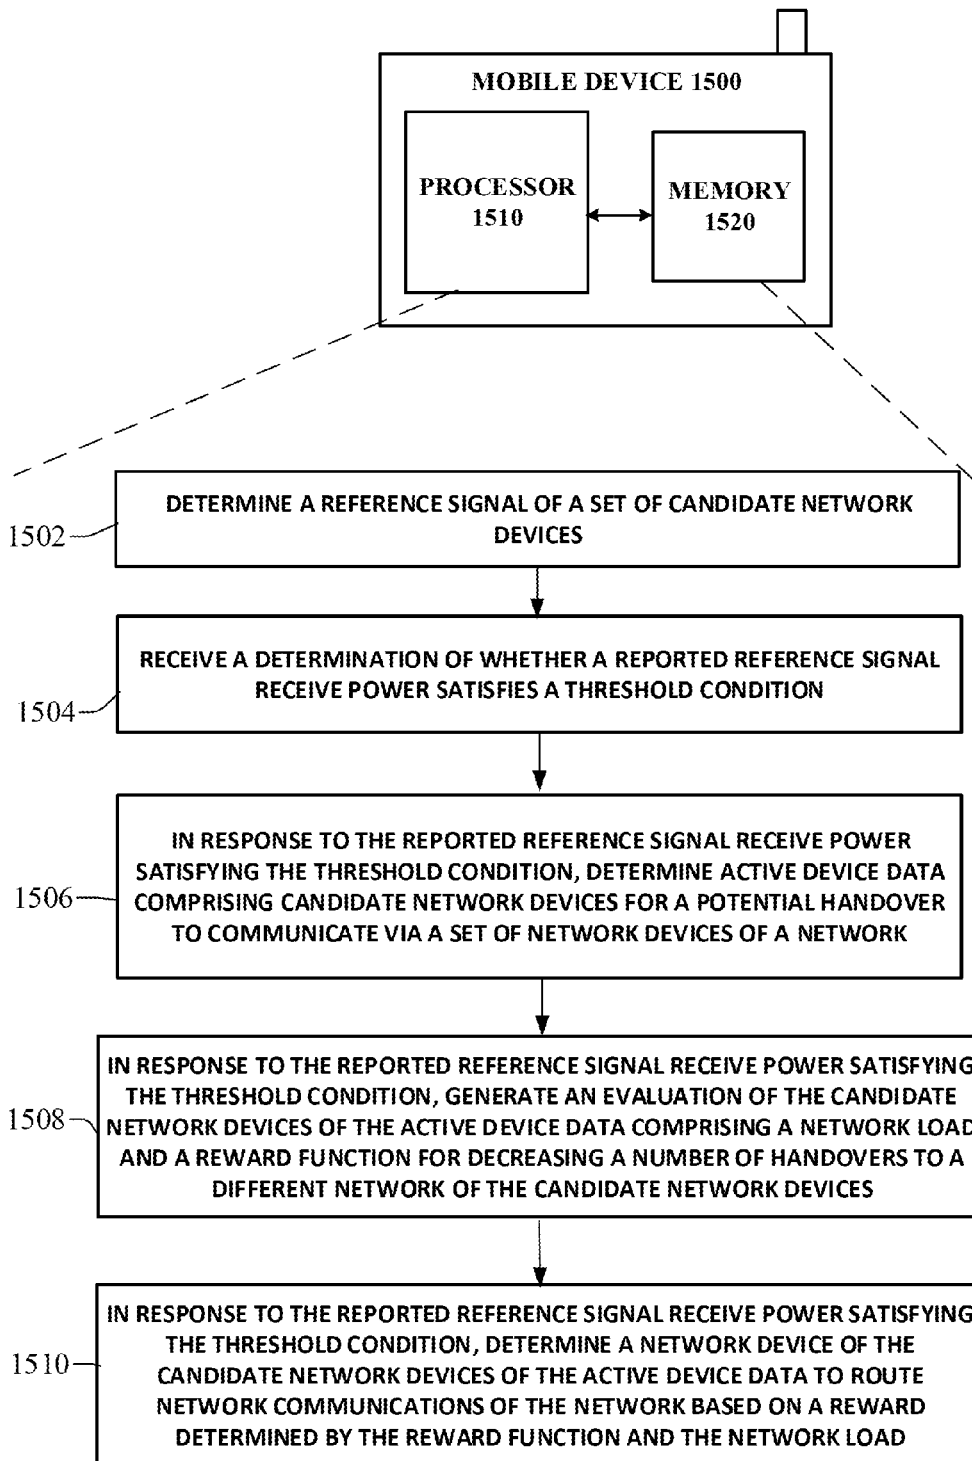 MOBILE DEVICE 1500
PROCESSOR
1510
MEMORY
1520
DETERMINE A REFERENCE SIGNAL OF A SET OF CANDIDATE NETWORK
DEVICES
1502
RECEIVE A DETERMINATION OF WHETHER A REPORTED REFERENCE SIGNAL
RECEIVE POWER SATISFIES A THRESHOLD CONDITION
1504
IN RESPONSE TO THE REPORTED REFERENCE SIGNAL RECEIVE POWER
SATISFYING THE THRESHOLD CONDITION, DETERMINE ACTIVE DEVICE DATA
COMPRISING CANDIDATE NETWORK DEVICES FOR A POTENTIAL HANDOVER
TO COMMUNICATE VIA A SET OF NETWORK DEVICES OF A NETWORK
1506
IN RESPONSE TO THE REPORTED REFERENCE SIGNAL RECEIVE POWER SATISFYING
THE THRESHOLD CONDITION, GENERATE AN EVALUATION OF THE CANDIDATE
NETWORK DEVICES OF THE ACTIVE DEVICE DATA COMPRISING A NETWORK LOAD
AND A REWARD FUNCTION FOR DECREASING A NUMBER OF HANDOVERS TO A
DIFFERENT NETWORK OF THE CANDIDATE NETWORK DEVICES
1508
IN RESPONSE TO THE REPORTED REFERENCE SIGNAL RECEIVE POWER SATISFYING
THE THRESHOLD CONDITION, DETERMINE A NETWORK DEVICE OF THE
CANDIDATE NETWORK DEVICES OF THE ACTIVE DEVICE DATA TO ROUTE
NETWORK COMMUNICATIONS OF THE NETWORK BASED ON A REWARD
DETERMINED BY THE REWARD FUNCTION AND THE NETWORK LOAD
1510